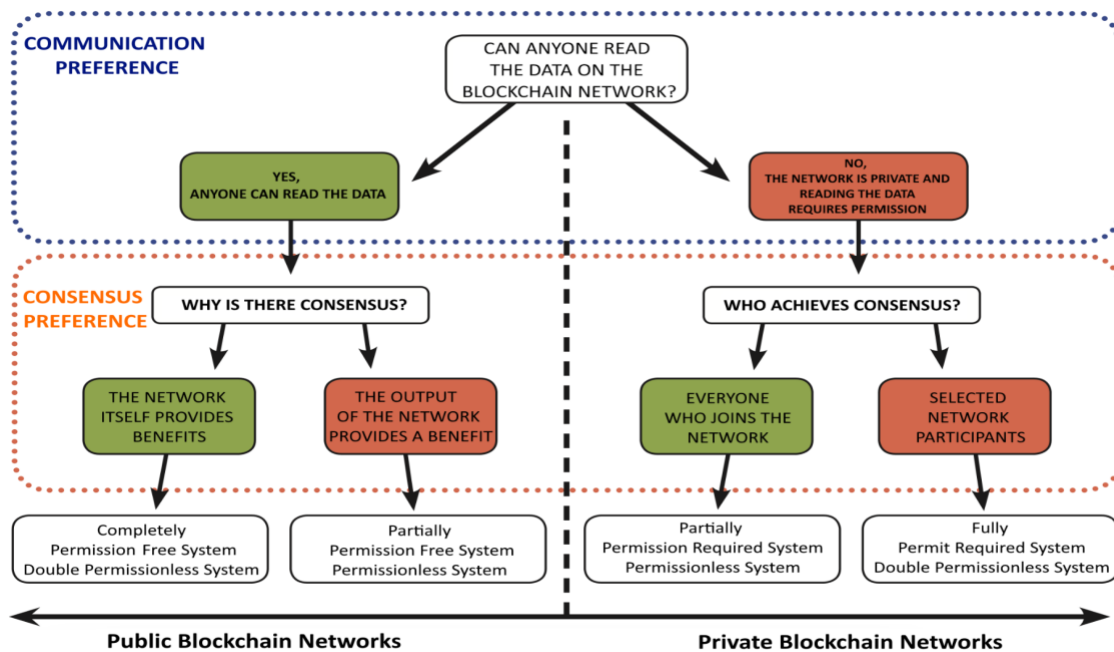 COMMUNICATION
PREFERENCE
CAN ANYONE READ
THE DATA ON THE
BLOCKCHAIN NETWORK?
YES,
ANYONE CAN READ THE DATA
NO,
THE NETWORK IS PRIVATE AND
READING THE DATA
REQUIRES PERMISSION
CONSENSUS
PREFERENCE
WHY IS THERE CONSENSUS?
WHO ACHIEVES CONSENSUS?
THE NETWORK
ITSELF PROVIDES
BENEFITS
THE OUTPUT
OF THE NETWORK
PROVIDES A BENEFIT
EVERYONE
WHO JOINS THE
NETWORK
SELECTED
NETWORK
PARTICIPANTS
Completely
Permission Free System
Double Permissionless System
Partially
Permission Free System
Permissionless System
Partially
Permission Required System
Permissionless System
Fully
Permit Required System
Double Permissionless System
Public Blockchain Networks
Private Blockchain Networks